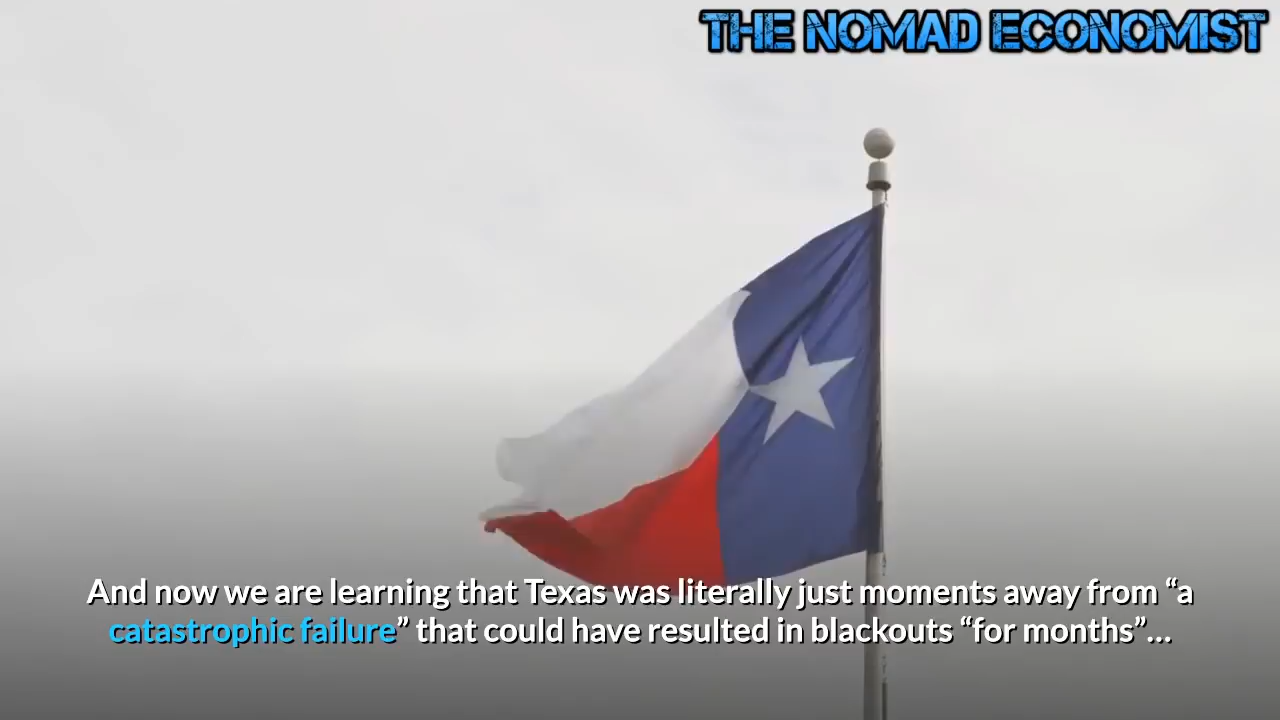 THE NOMAD ECONOMIST
And now we are learning that Texas was literally just moments away from “a
catastrophic failure” that could have resulted in blackouts “for months”...